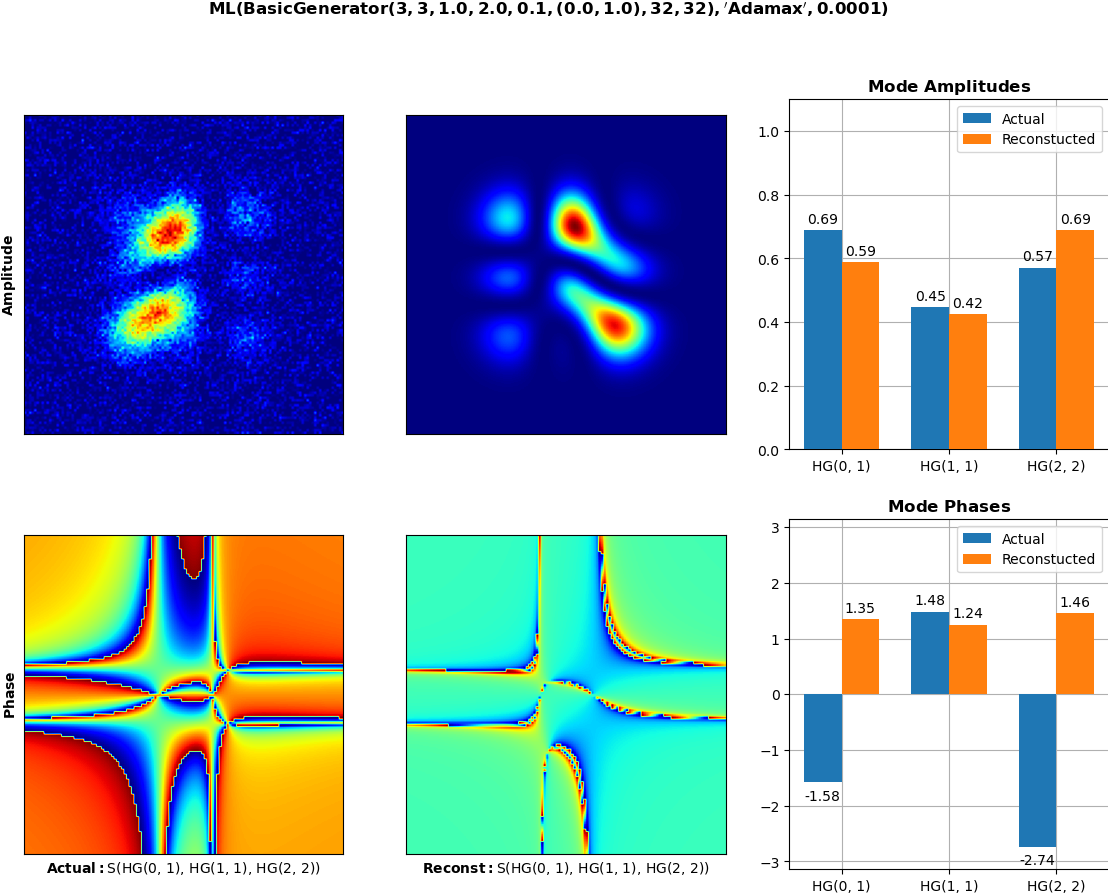 ML(BasicGenerator(3, 3, 1.0, 2.0, 0.1, (0.0, 1.0), 32, 32), 'Adamax', 0.0001)
Amplitude
Mode Amplitudes
Actual
Reconstucted
1.0
0.8
0.6
0.4
0.2
0.0
0.69
0.59
0.45
0.42
0.57
0.69
HG(0, 1)
HG(1, 1)
HG(2, 2)
Phase
Actual: S(HG(0, 1), HG(1, 1), HG(2, 2))
Reconst: S(HG(0, 1), HG(1, 1), HG(2, 2))
Mode Phases
Actual
Reconstucted
3
2
1
0
−1
−2
−3
-1.58
1.35
1.48
1.24
-2.74
1.46
HG(0, 1)
HG(1, 1)
HG(2, 2)